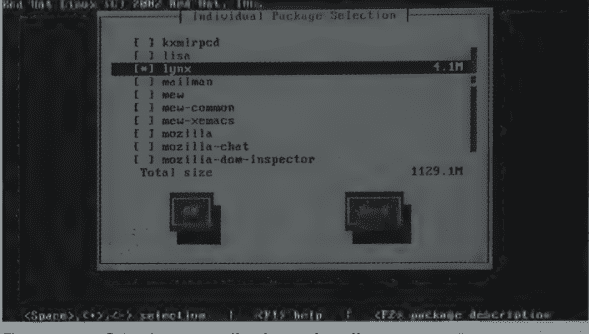 Red Hat Linux (C) 2002 Red Hat, Inc.
Individual Package Selection
[ ] kxmlrpcd
[ ] lisa
[*] lynx 4.1M
[ ] mailman
[ ] mew
[ ] mew-common
[ ] mew-xemacs
[ ] mozilla
[ ] mozilla-chat
[ ] mozilla-dom-inspector
Total size 1129.1M
OK
<Space>,<+>,<-> selection | <F1> help | <F2> package description